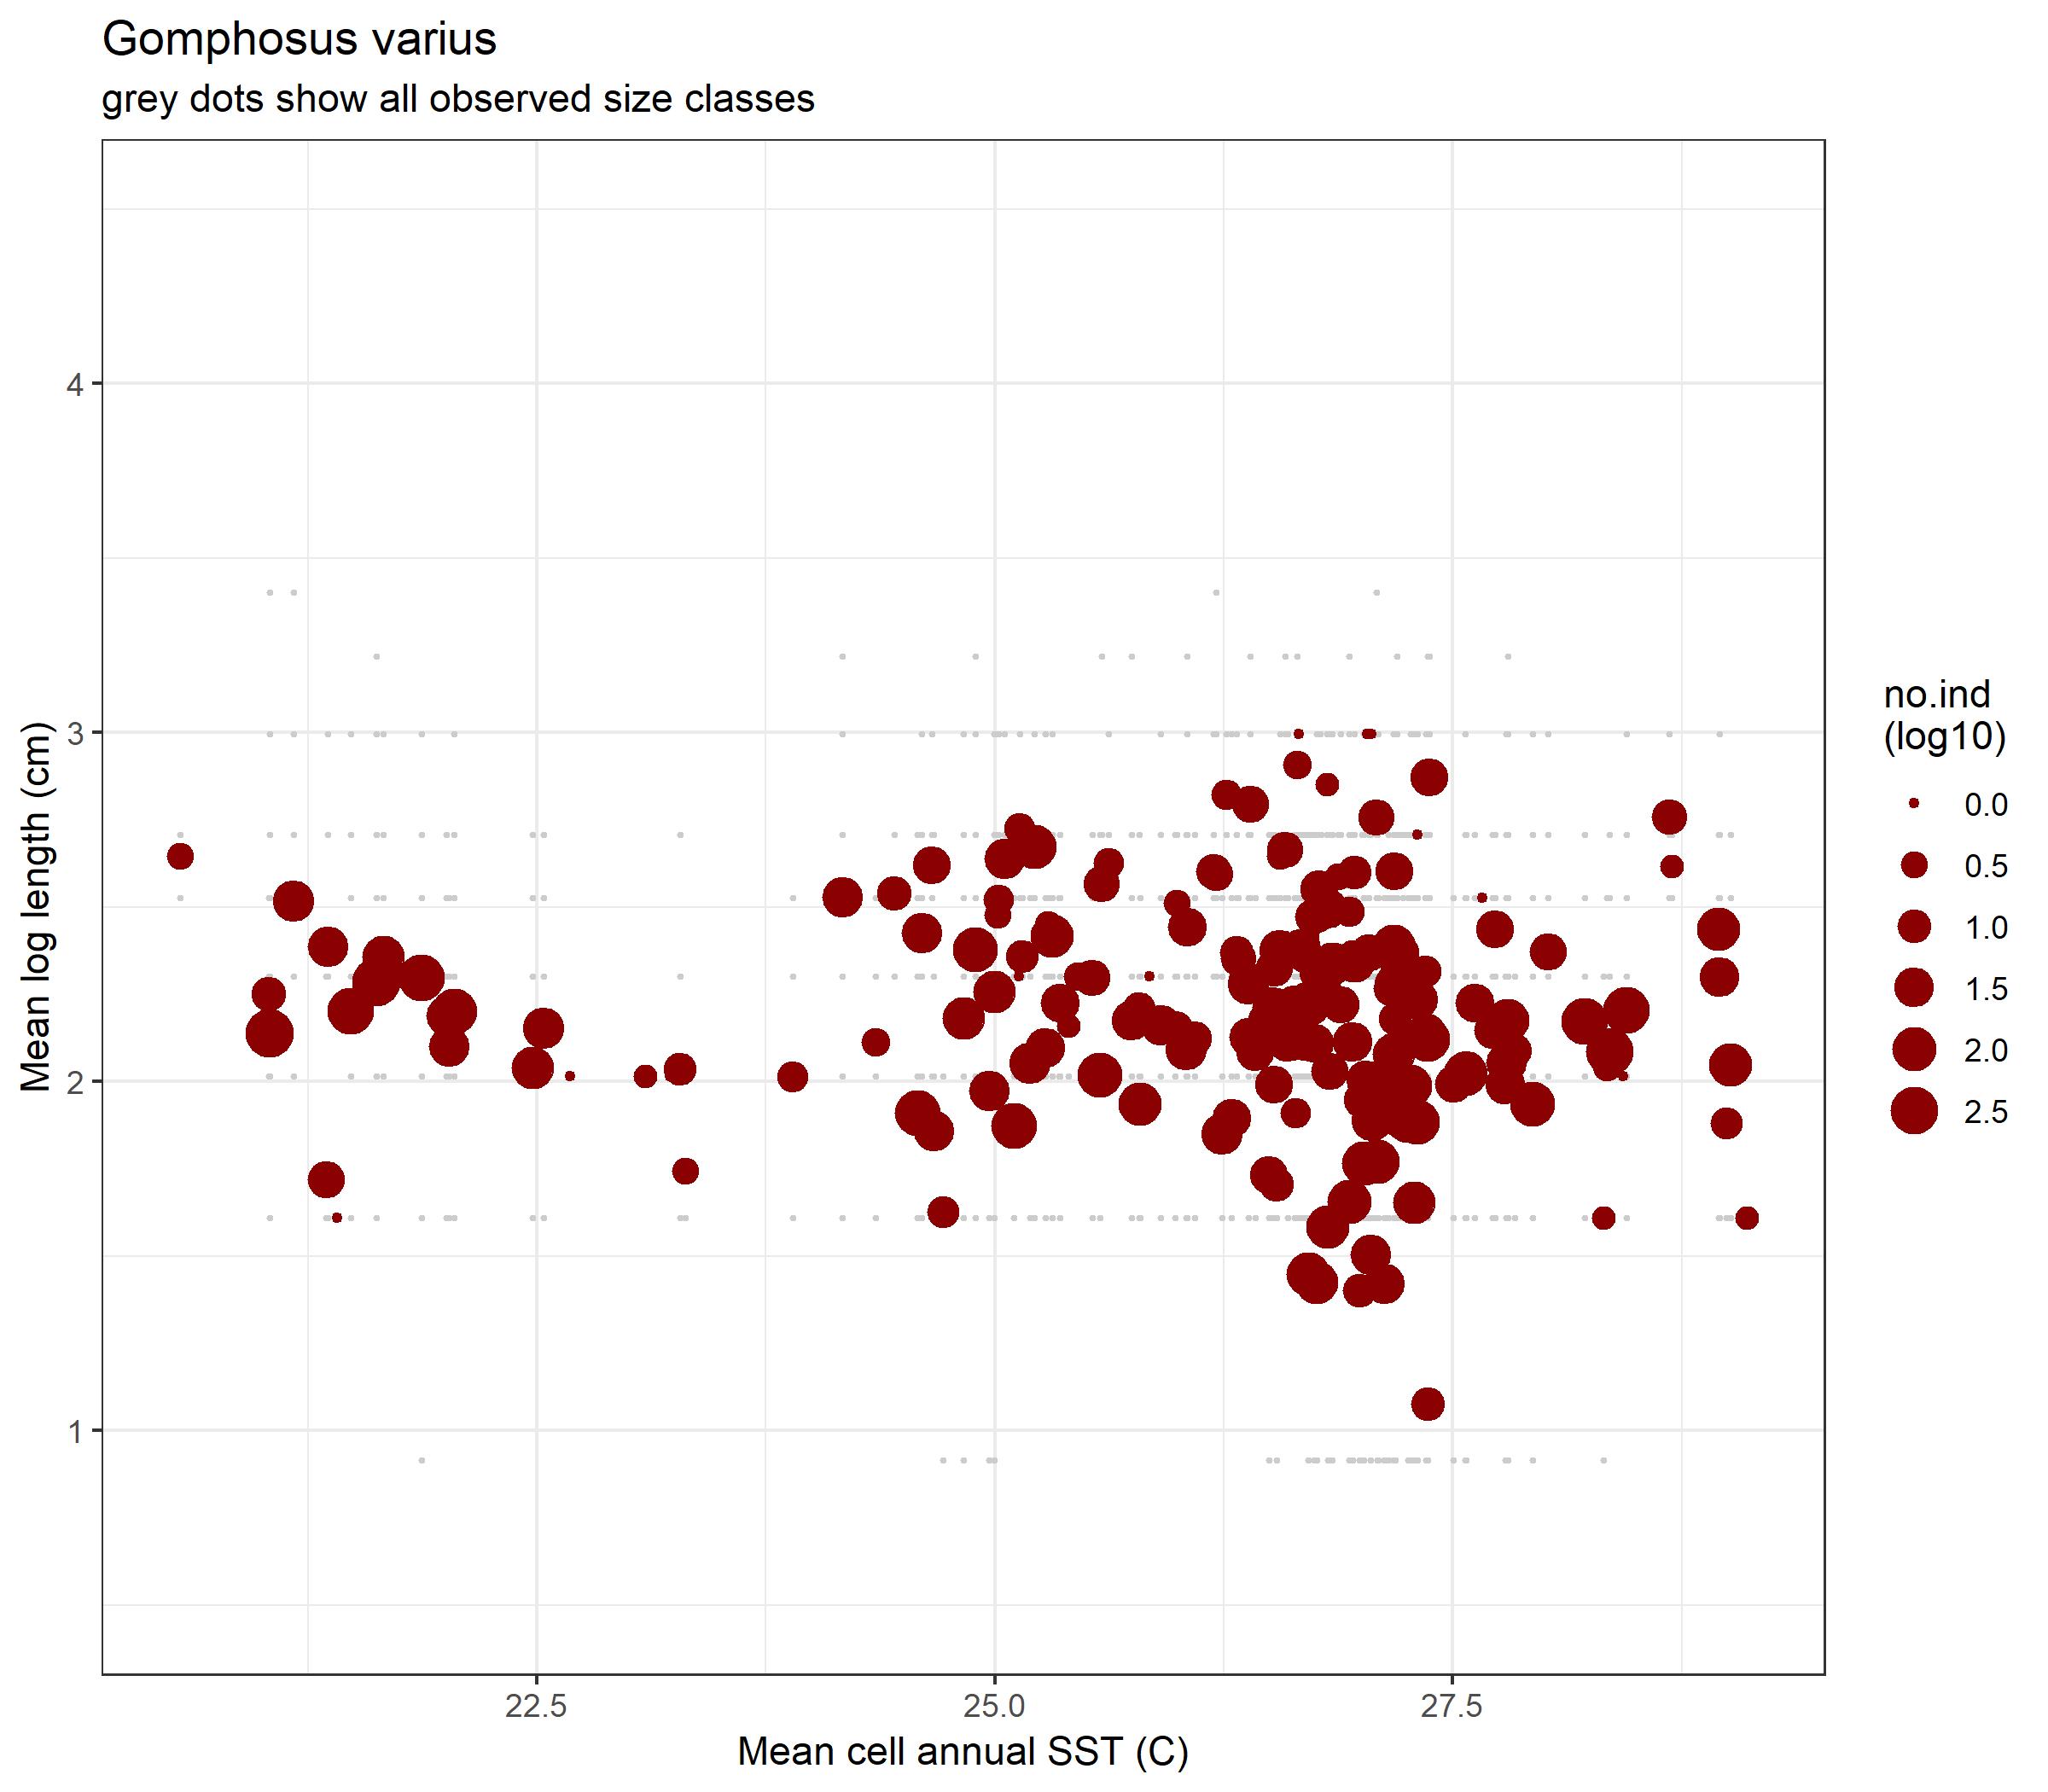 Gomphosus varius
grey dots show all observed size classes
Mean log length (cm)
4
3
2
1
22.5 25.0 27.5
Mean cell annual SST (C)
no.ind
(log10)
0.0
0.5
1.0
1.5
2.0
2.5